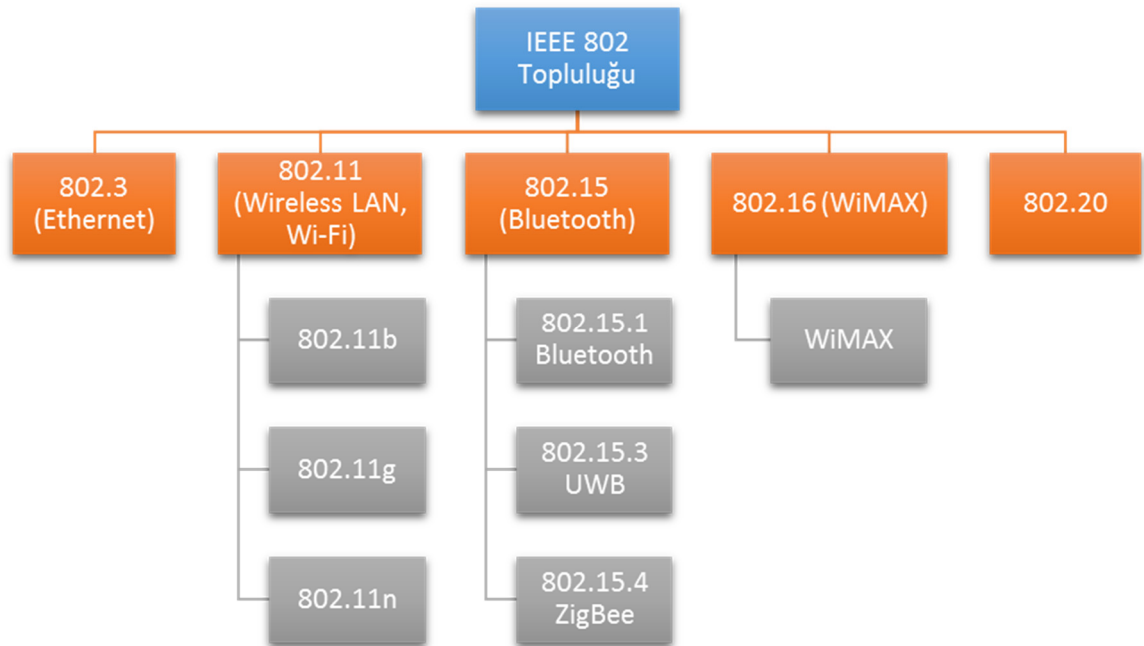 IEEE 802
Topluluğu
802.3
(Ethernet)
802.11
(Wireless LAN,
Wi-Fi)
802.15
(Bluetooth)
802.16 (WiMAX)
802.20
802.11b
802.15.1
Bluetooth
WiMAX
802.11g
802.15.3
UWB
802.11n
802.15.4
ZigBee